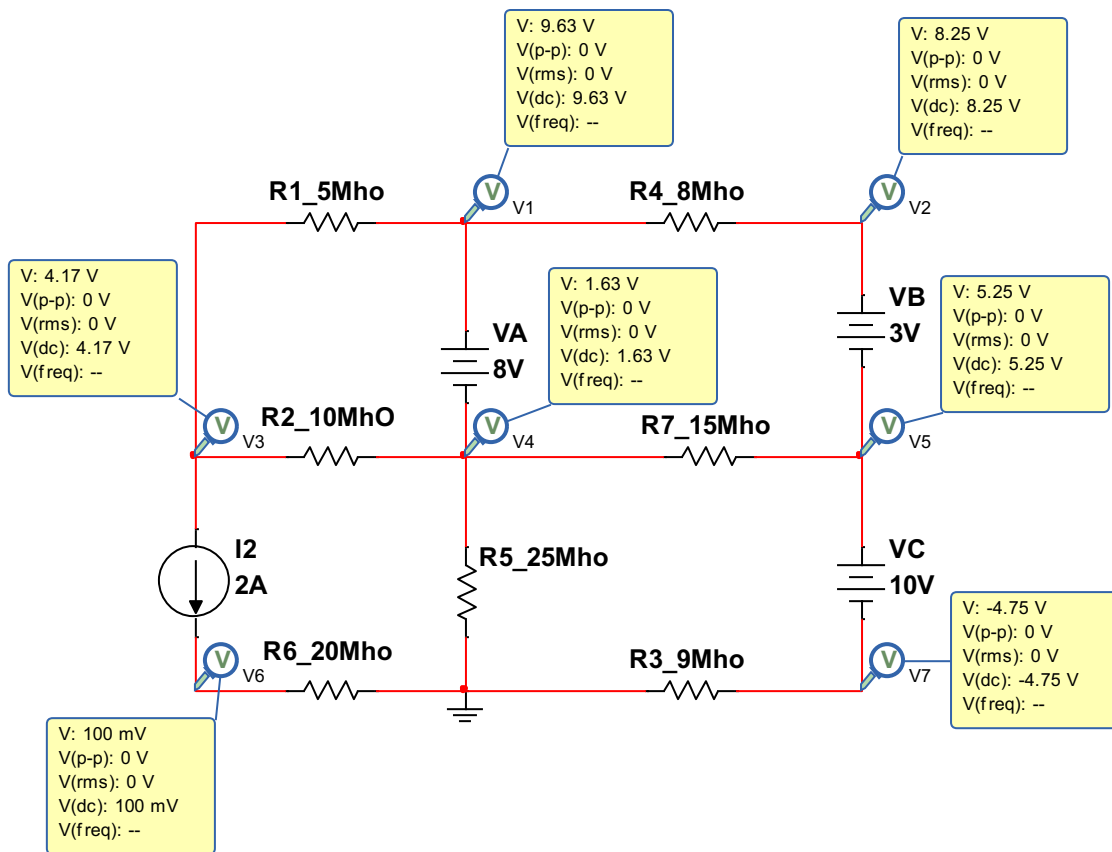 V: 9.63 V
V(p-p): 0 V
V(rms): 0 V
V(dc): 9.63 V
V(freq): --
V: 8.25 V
V(p-p): 0 V
V(rms): 0 V
V(dc): 8.25 V
V(freq): --
R1_5Mho
V
V1
R4_8Mho
V
V2
V: 4.17 V
V(p-p): 0 V
V(rms): 0 V
V(dc): 4.17 V
V(freq): --
V: 1.63 V
V(p-p): 0 V
V(rms): 0 V
V(dc): 1.63 V
V(freq): --
V: 5.25 V
V(p-p): 0 V
V(rms): 0 V
V(dc): 5.25 V
V(freq): --
VA
8V
VB
3V
V
V3
R2_10MhO
V
V4
R7_15Mho
V
V5
I2
2A
R5_25Mho
VC
10V
V
V6
R6_20Mho
R3_9Mho
V
V7
V: -4.75 V
V(p-p): 0 V
V(rms): 0 V
V(dc): -4.75 V
V(freq): --
V: 100 mV
V(p-p): 0 V
V(rms): 0 V
V(dc): 100 mV
V(freq): --